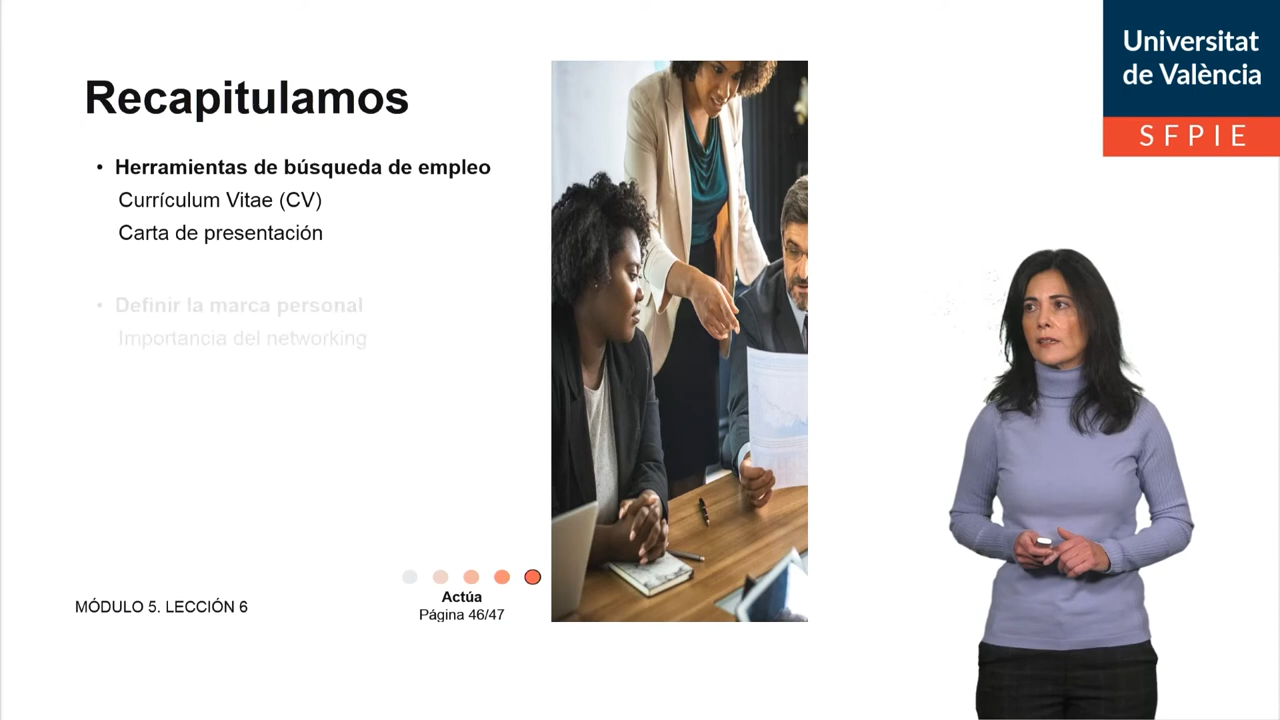 Recapitulamos
• Herramientas de búsqueda de empleo
Currículum Vitae (CV)
Carta de presentación
• Definir la marca personal
Importancia del networking
MÓDULO 5. LECCIÓN 6
Actúa
Página 46/47
Universitat
de València
SFPIE